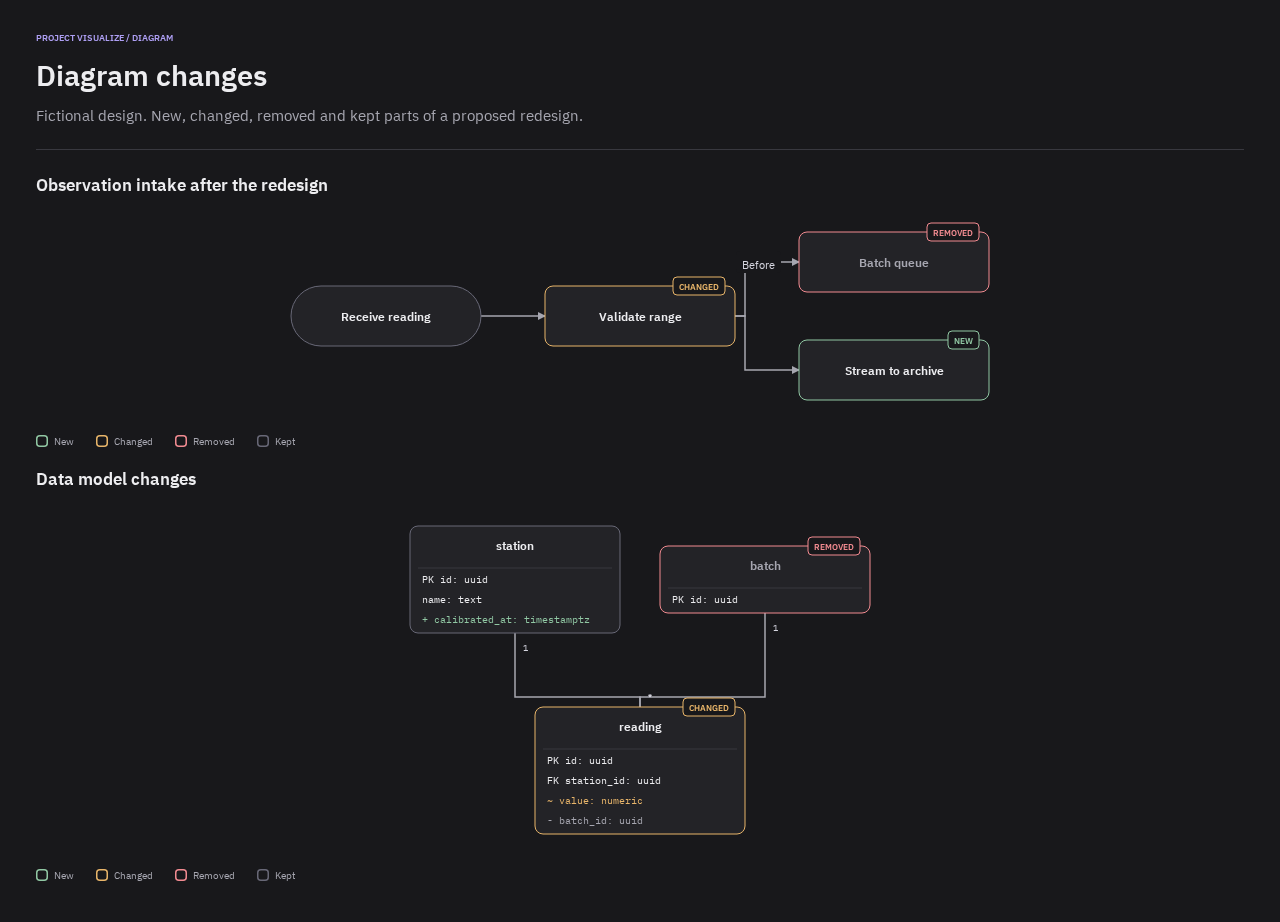 PROJECT VISUALIZE / DIAGRAM
Diagram changes
Fictional design. New, changed, removed and kept parts of a proposed redesign.
Observation intake after the redesign
REMOVED
Before
Batch queue
CHANGED
Receive reading
Validate range
NEW
Stream to archive
New
Changed
Removed
Kept
Data model changes
station
PK id: uuid
name: text
+ calibrated_at: timestamptz
1
REMOVED
batch
PK id: uuid
1
*
CHANGED
reading
PK id: uuid
FK station_id: uuid
~ value: numeric
- batch_id: uuid
New
Changed
Removed
Kept